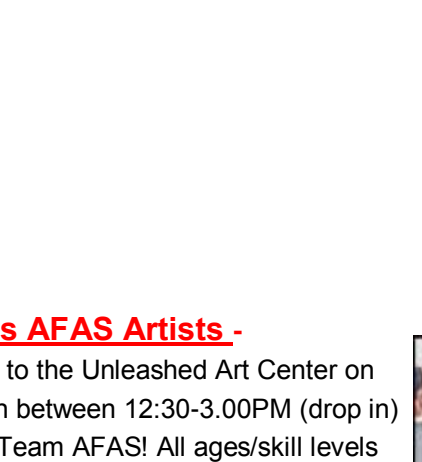 s AFAS Artists -
to the Unleashed Art Center on
between 12:30-3.00PM (drop in)
Team AFAS! All ages/skill levels